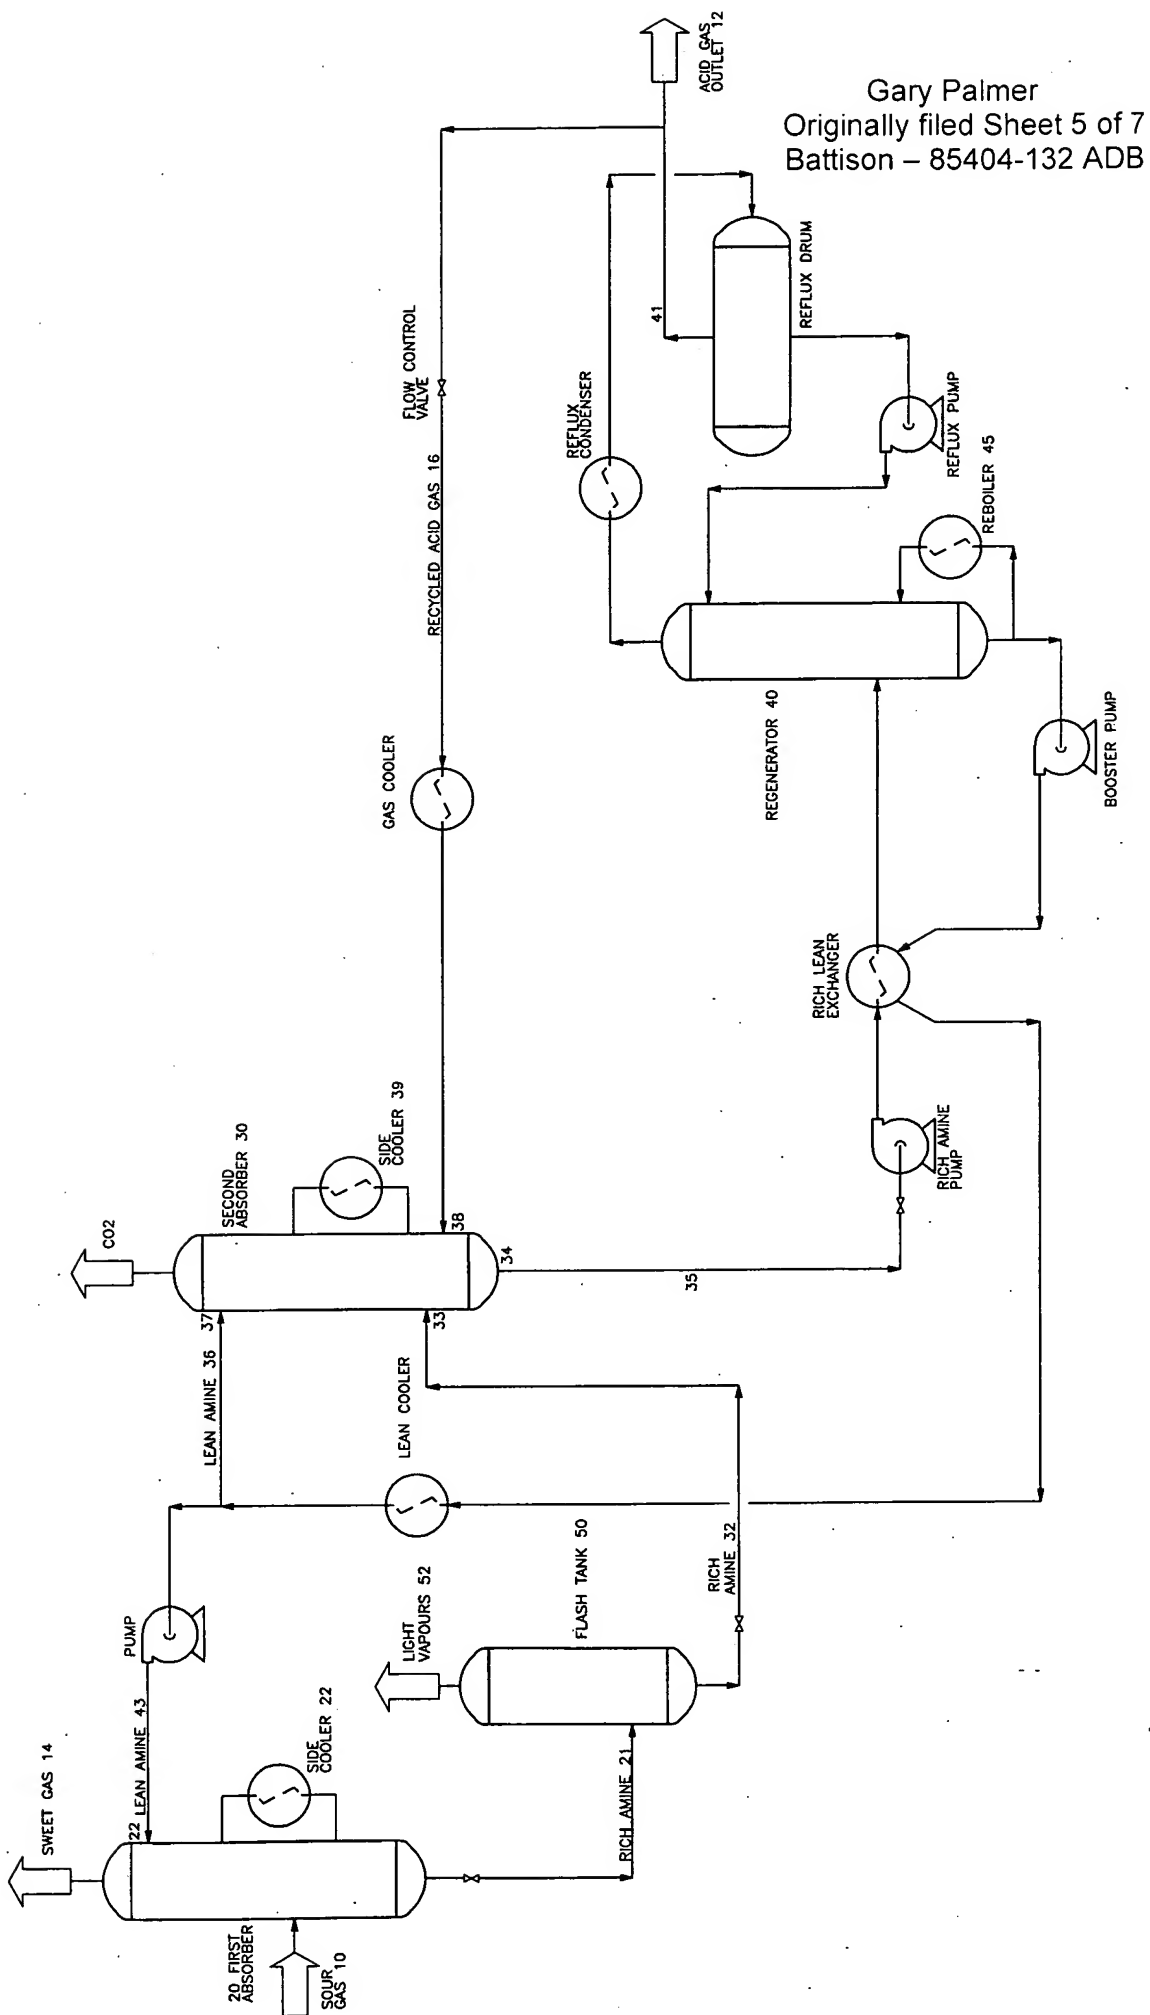 Gary Palmer
Originally filed Sheet 5 of 7
Battison – 85404-132 ADB
ACID GAS
OUTLET 12
41
REFLUX DRUM
FLOW CONTROL
VALVE
REFLUX
CONDENSER
REFLUX PUMP
RECYCLED ACID GAS 16
REBOILER 45
GAS COOLER
REGENERATOR 40
BOOSTER PUMP
RICH LEAN
EXCHANGER
RICH AMINE
PUMP
CO2
SECOND
ABSORBER 30
SIDE
COOLER 39
38
34
35
37
33
LEAN AMINE 36
LEAN COOLER
RICH
AMINE 32
FLASH TANK 50
LIGHT
VAPOURS 52
PUMP
LEAN AMINE 43
22
SIDE
COOLER 22
RICH AMINE 21
SWEET GAS 14
20 FIRST
ABSORBER
SOUR
GAS 10